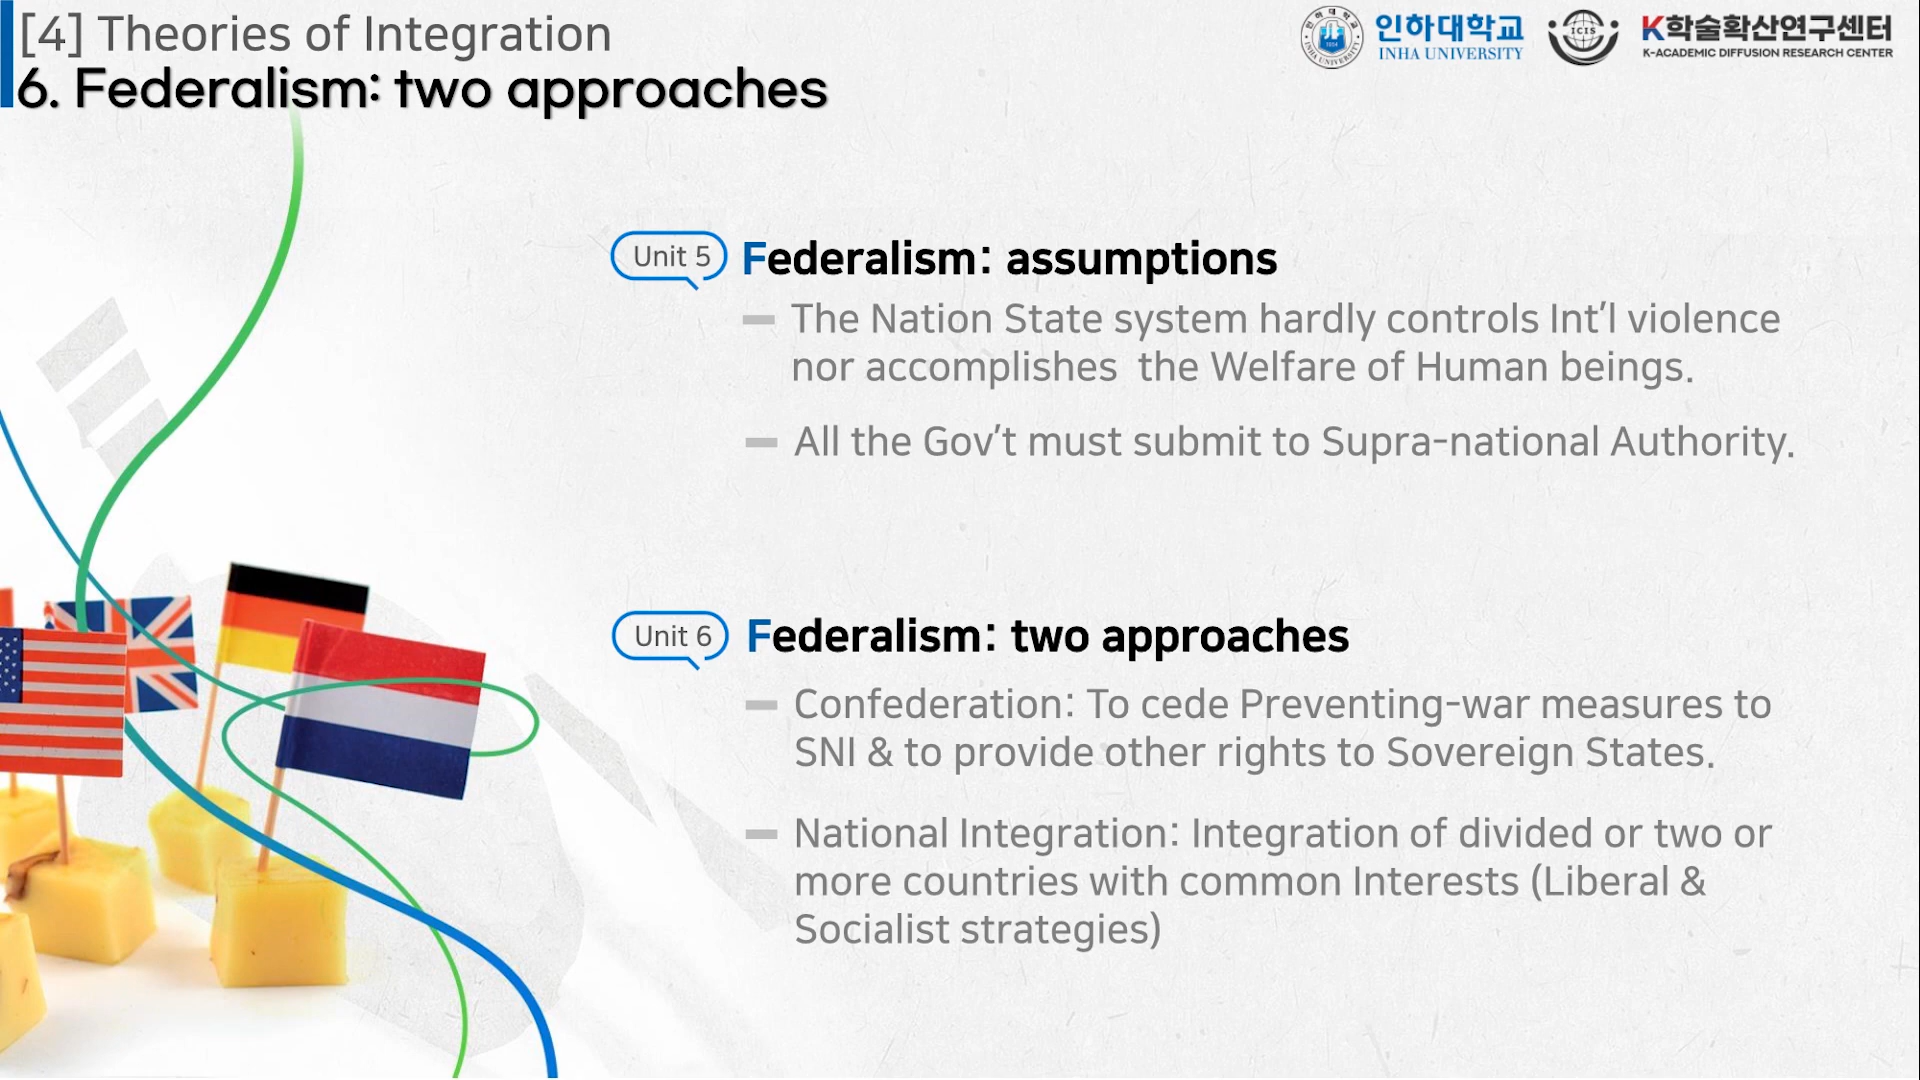 [4] Theories of Integration
6. Federalism: two approaches
인하대학교
INHA UNIVERSITY
ICIS
K학술확산연구센터
K-ACADEMIC DIFFUSION RESEARCH CENTER
Unit 5
Federalism: assumptions
The Nation State system hardly controls Int'l violence
nor accomplishes the Welfare of Human beings.
All the Gov't must submit to Supra-national Authority.
Unit 6
Federalism: two approaches
Confederation: To cede Preventing-war measures to
SNI & to provide other rights to Sovereign States.
National Integration: Integration of divided or two or
more countries with common Interests (Liberal &
Socialist strategies)